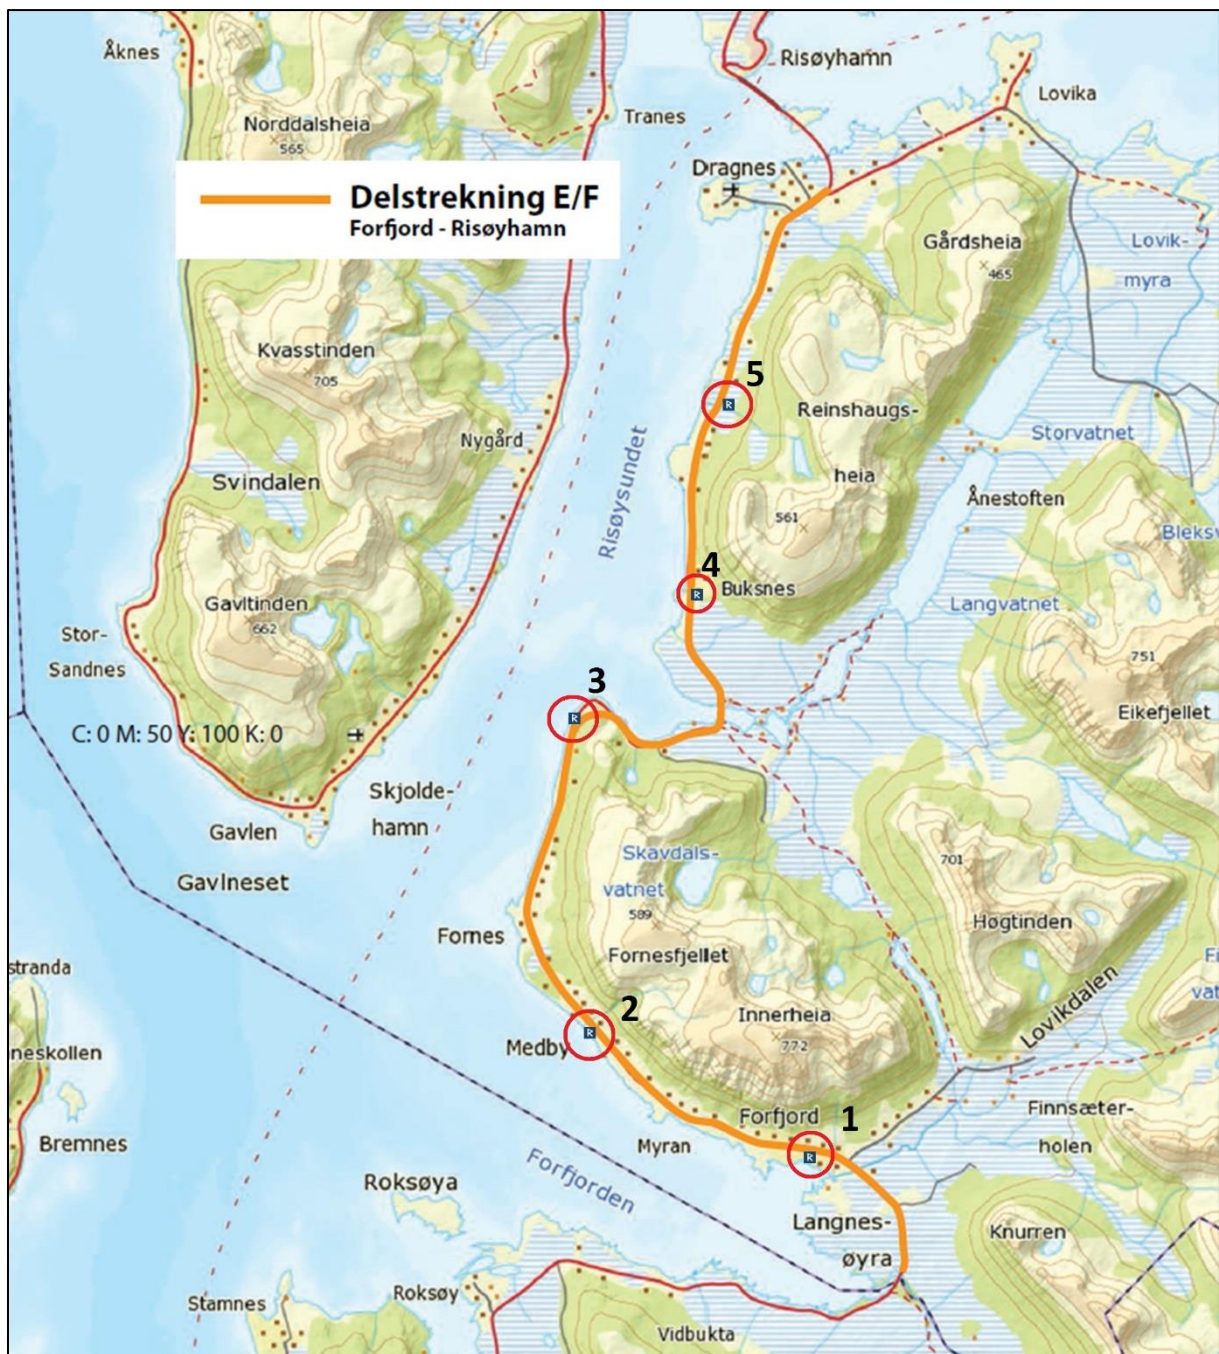 Åknes
Risøyhamn
Lovika
Tranes
Norddalsheia
565
Dragnes
Delstrekning E/F
Forfjord - Risøyhamn
Gårdsheia
465
Lovik-
myra
Kvasstinden
705
5
Reinshaugs-
heia
Nygård
Storvatnet
Svindalen
Risøysundet
Ånestoften
561
Bleksv
4
Buksnes
Gavltinden
662
Langvatnet
Stor-
Sandnes
751
3
Eikefjellet
C: 0 M: 50 Y: 100 K: 0
Skjolde-
hamn
Gavlen
Skavdals-
vatnet
701
Gavlneset
589
Høgtinden
Fornes
Fornesfjellet
stranda
Innerheia
772
2
Lovikdalen
Medby
neskollen
Forfjord
1
Finnsæter-
holen
Bremnes
Myran
Forfjorden
Roksøya
Langnes-
øyra
Knurren
Roksøy
Stamnes
Vidbukta